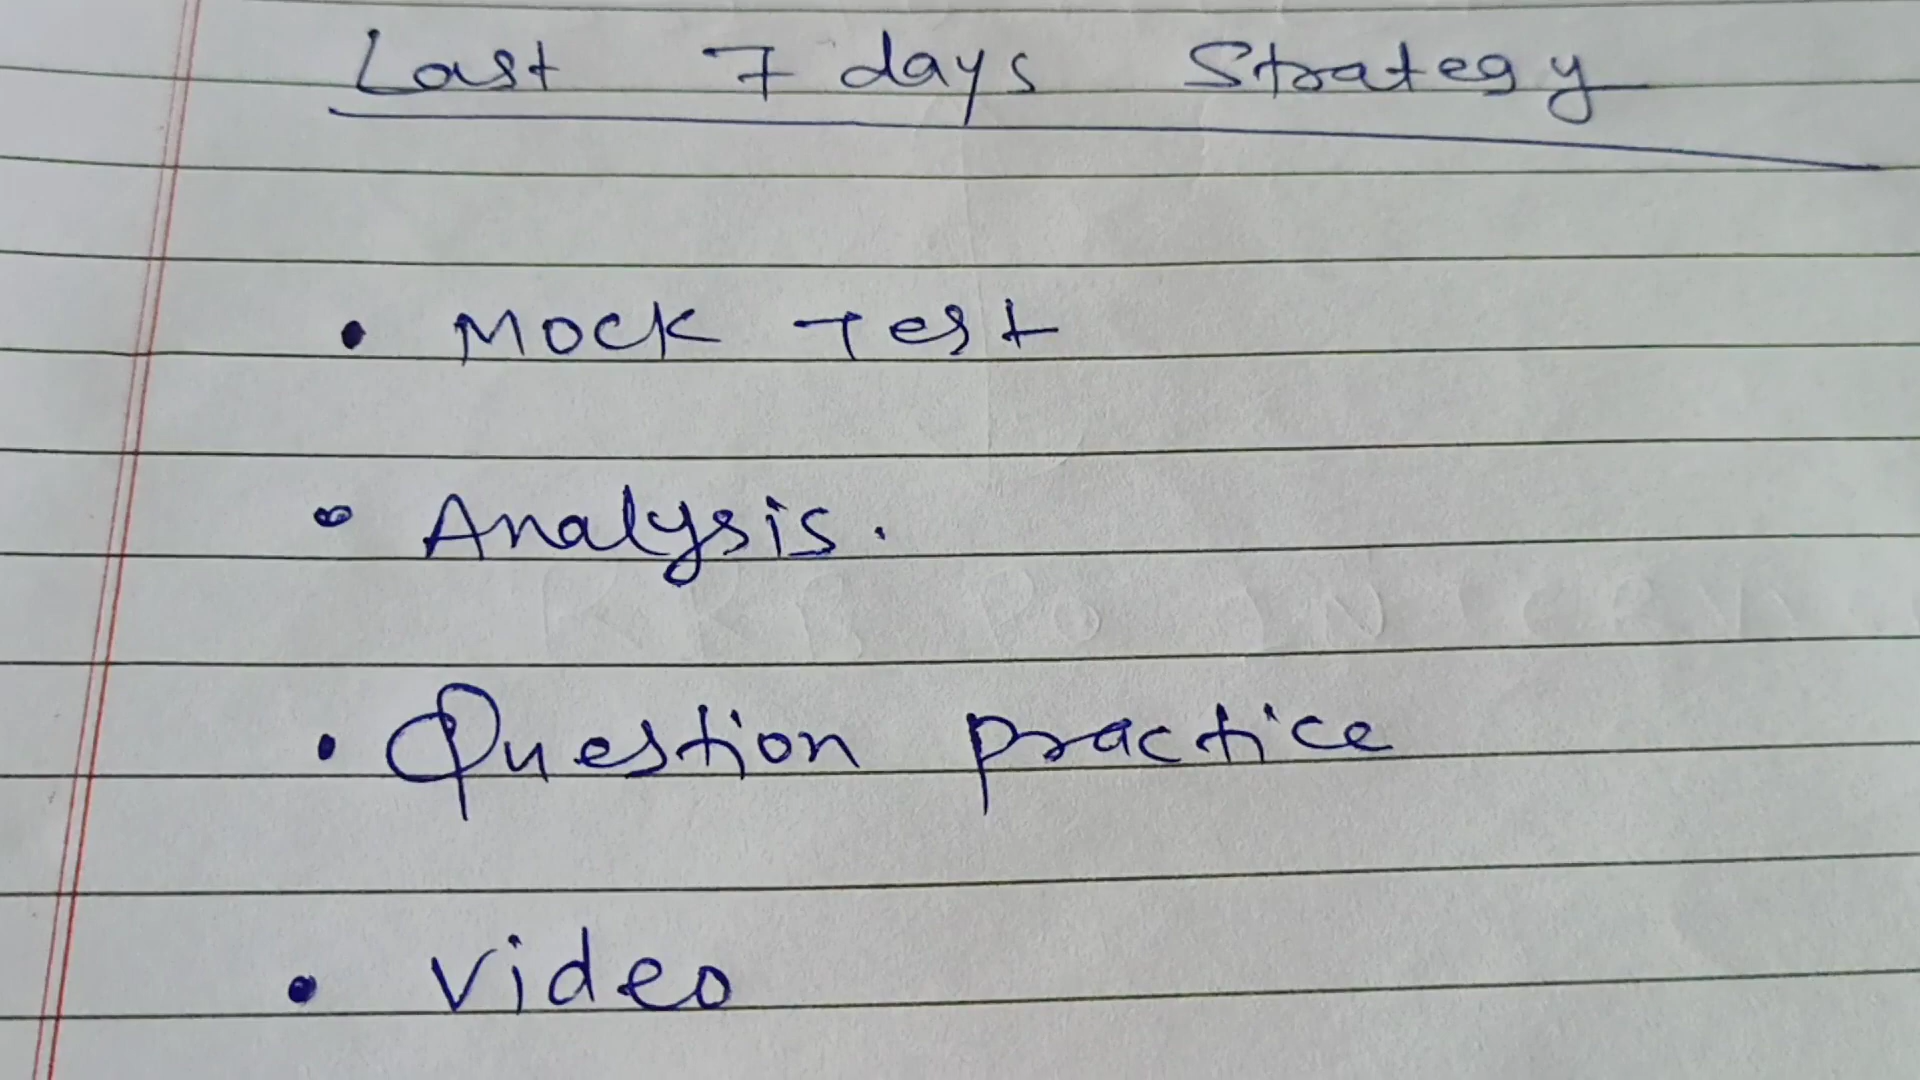 Last 7 days Strategy
• Mock Test
• Analysis.
• Question practice
• Video